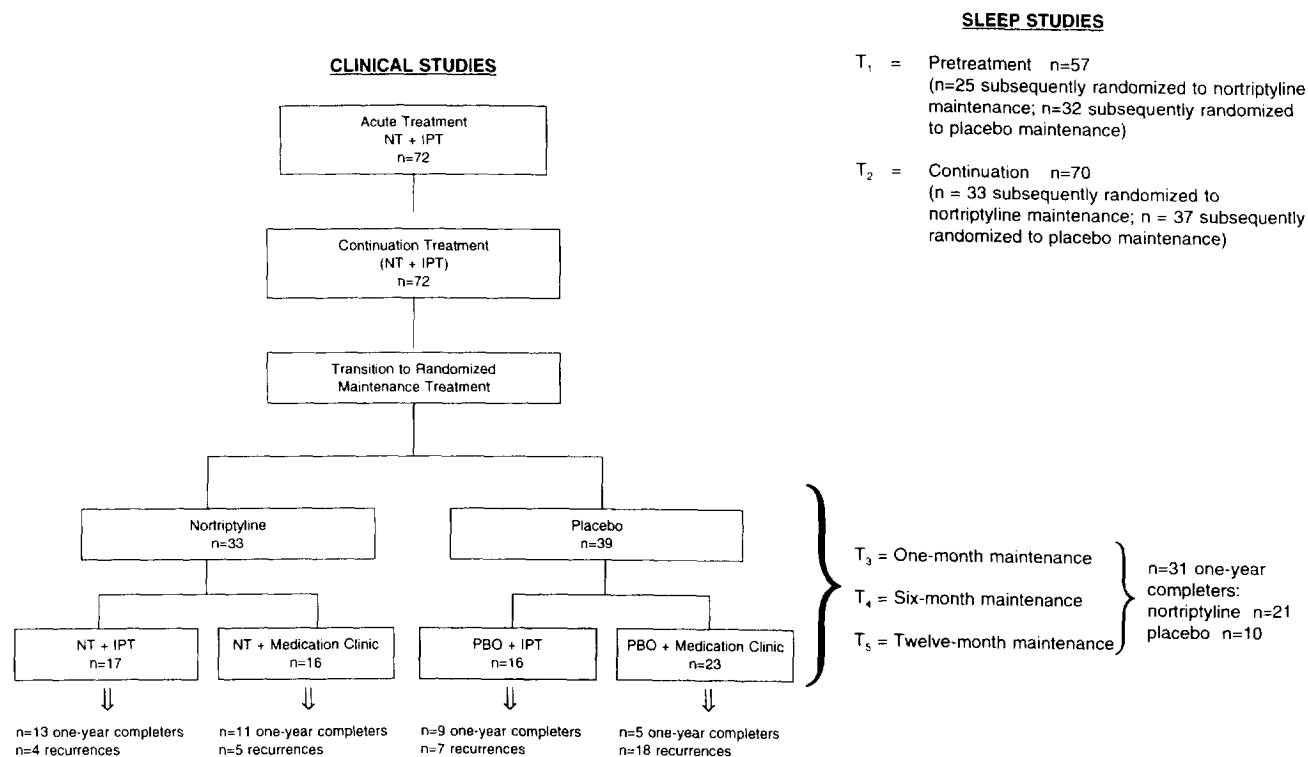 CLINICAL STUDIES
Acute Treatment
NT + IPT
n=72
Continuation Treatment
(NT + IPT)
n=72
Transition to Randomized
Maintenance Treatment
Nortriptyline
n=33
Placebo
n=39
NT + IPT
n=17
NT + Medication Clinic
n=16
PBO + IPT
n=16
PBO + Medication Clinic
n=23
n=13 one-year completers
n=4 recurrences
n=11 one-year completers
n=5 recurrences
n=9 one-year completers
n=7 recurrences
n=5 one-year completers
n=18 recurrences
SLEEP STUDIES
T₁ = Pretreatment n=57
(n=25 subsequently randomized to nortriptyline
maintenance; n=32 subsequently randomized
to placebo maintenance)
T₂ = Continuation n=70
(n = 33 subsequently randomized to
nortriptyline maintenance; n = 37 subsequently
randomized to placebo maintenance)
T₃ = One-month maintenance
T₄ = Six-month maintenance
T₅ = Twelve-month maintenance
n=31 one-year
completers:
nortriptyline n=21
placebo n=10